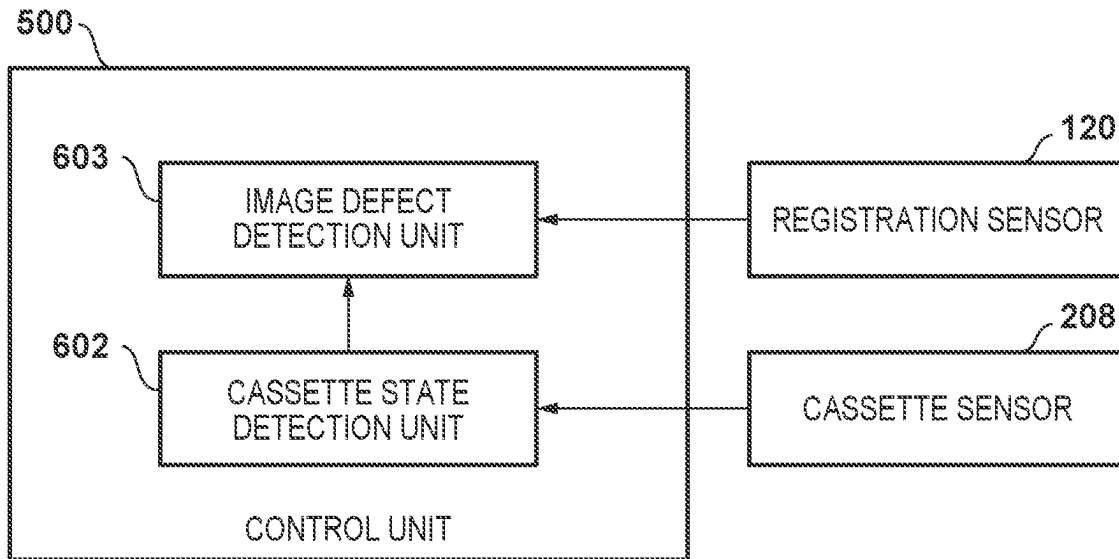 500
603
IMAGE DEFECT
DETECTION UNIT
120
REGISTRATION SENSOR
602
CASSETTE STATE
DETECTION UNIT
208
CASSETTE SENSOR
CONTROL UNIT